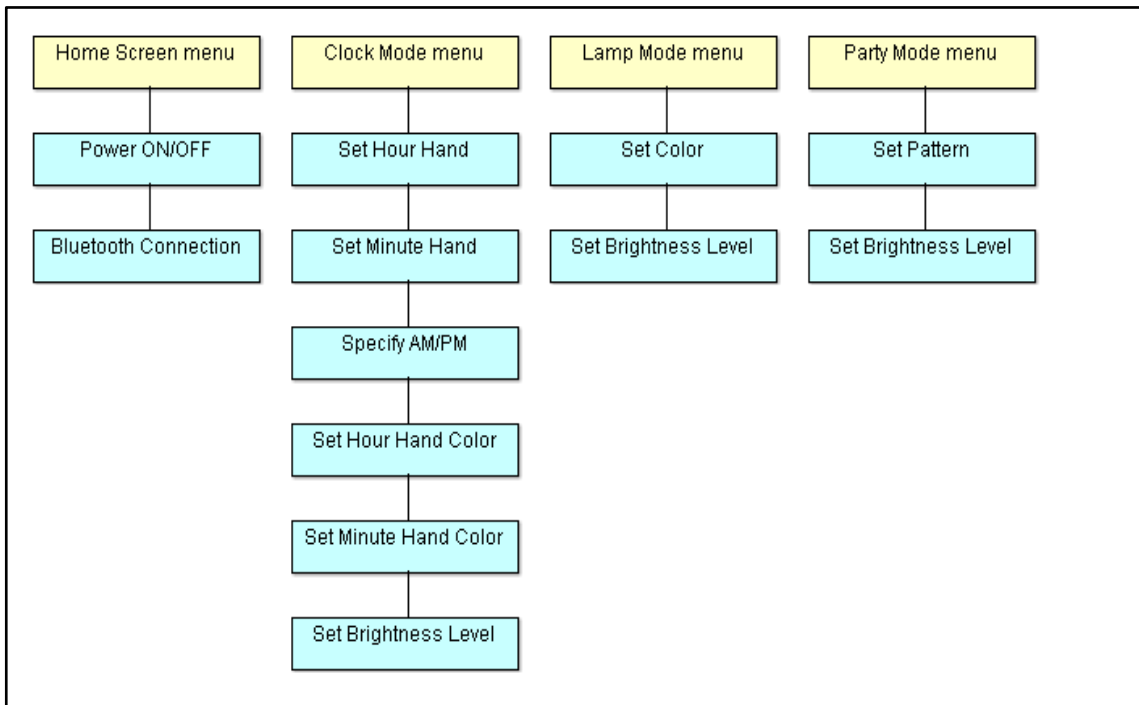 Home Screen menu
Power ON/OFF
Bluetooth Connection
Clock Mode menu
Set Hour Hand
Set Minute Hand
Specify AM/PM
Set Hour Hand Color
Set Minute Hand Color
Set Brightness Level
Lamp Mode menu
Set Color
Set Brightness Level
Party Mode menu
Set Pattern
Set Brightness Level